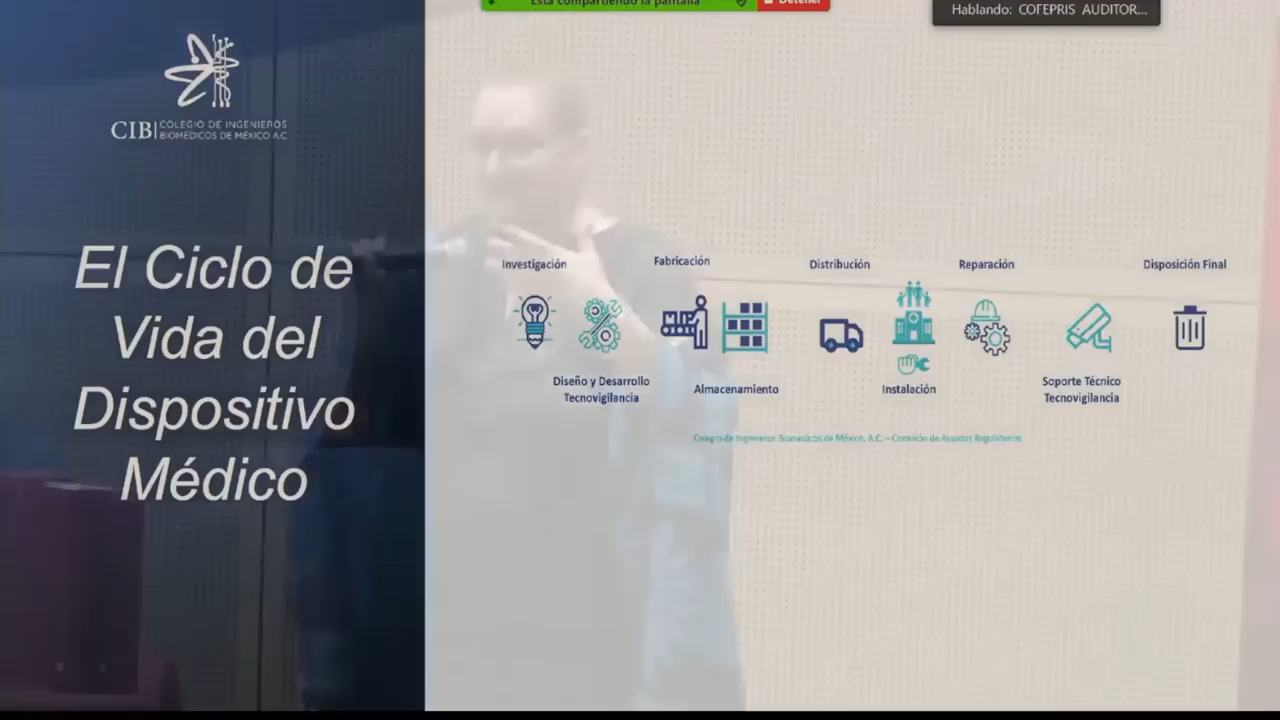 Está compartiendo la pantalla
Detener
Hablando: COFEPRIS AUDITOR...
CIB
COLEGIO DE INGENIEROS
BIOMÉDICOS DE MÉXICO A.C
El Ciclo de
Vida del
Dispositivo
Médico
Investigación
Fabricación
Distribución
Reparación
Disposición Final
Diseño y Desarrollo
Tecnovigilancia
Almacenamiento
Instalación
Soporte Técnico
Tecnovigilancia
Colegio de Ingenieros Biomédicos de México, A.C. – Comisión de Asuntos Regulatorios